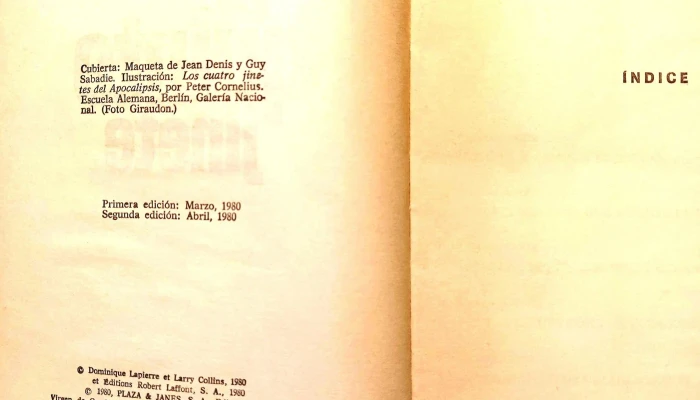 Cubierta: Maqueta de Jean Denis y Guy
Sabadie. Ilustración: Los cuatro jine-
tes del Apocalipsis, por Peter Cornelius.
Escuela Alemana, Berlín, Galería Nacio-
nal. (Foto Giraudon.)
Primera edición: Marzo, 1980
Segunda edición: Abril, 1980
© Dominique Lapierre et Larry Collins, 1980
et Editions Robert Laffont, S. A., 1980
© 1980, PLAZA & JANES, S. A.,
Virgen de
ÍNDICE